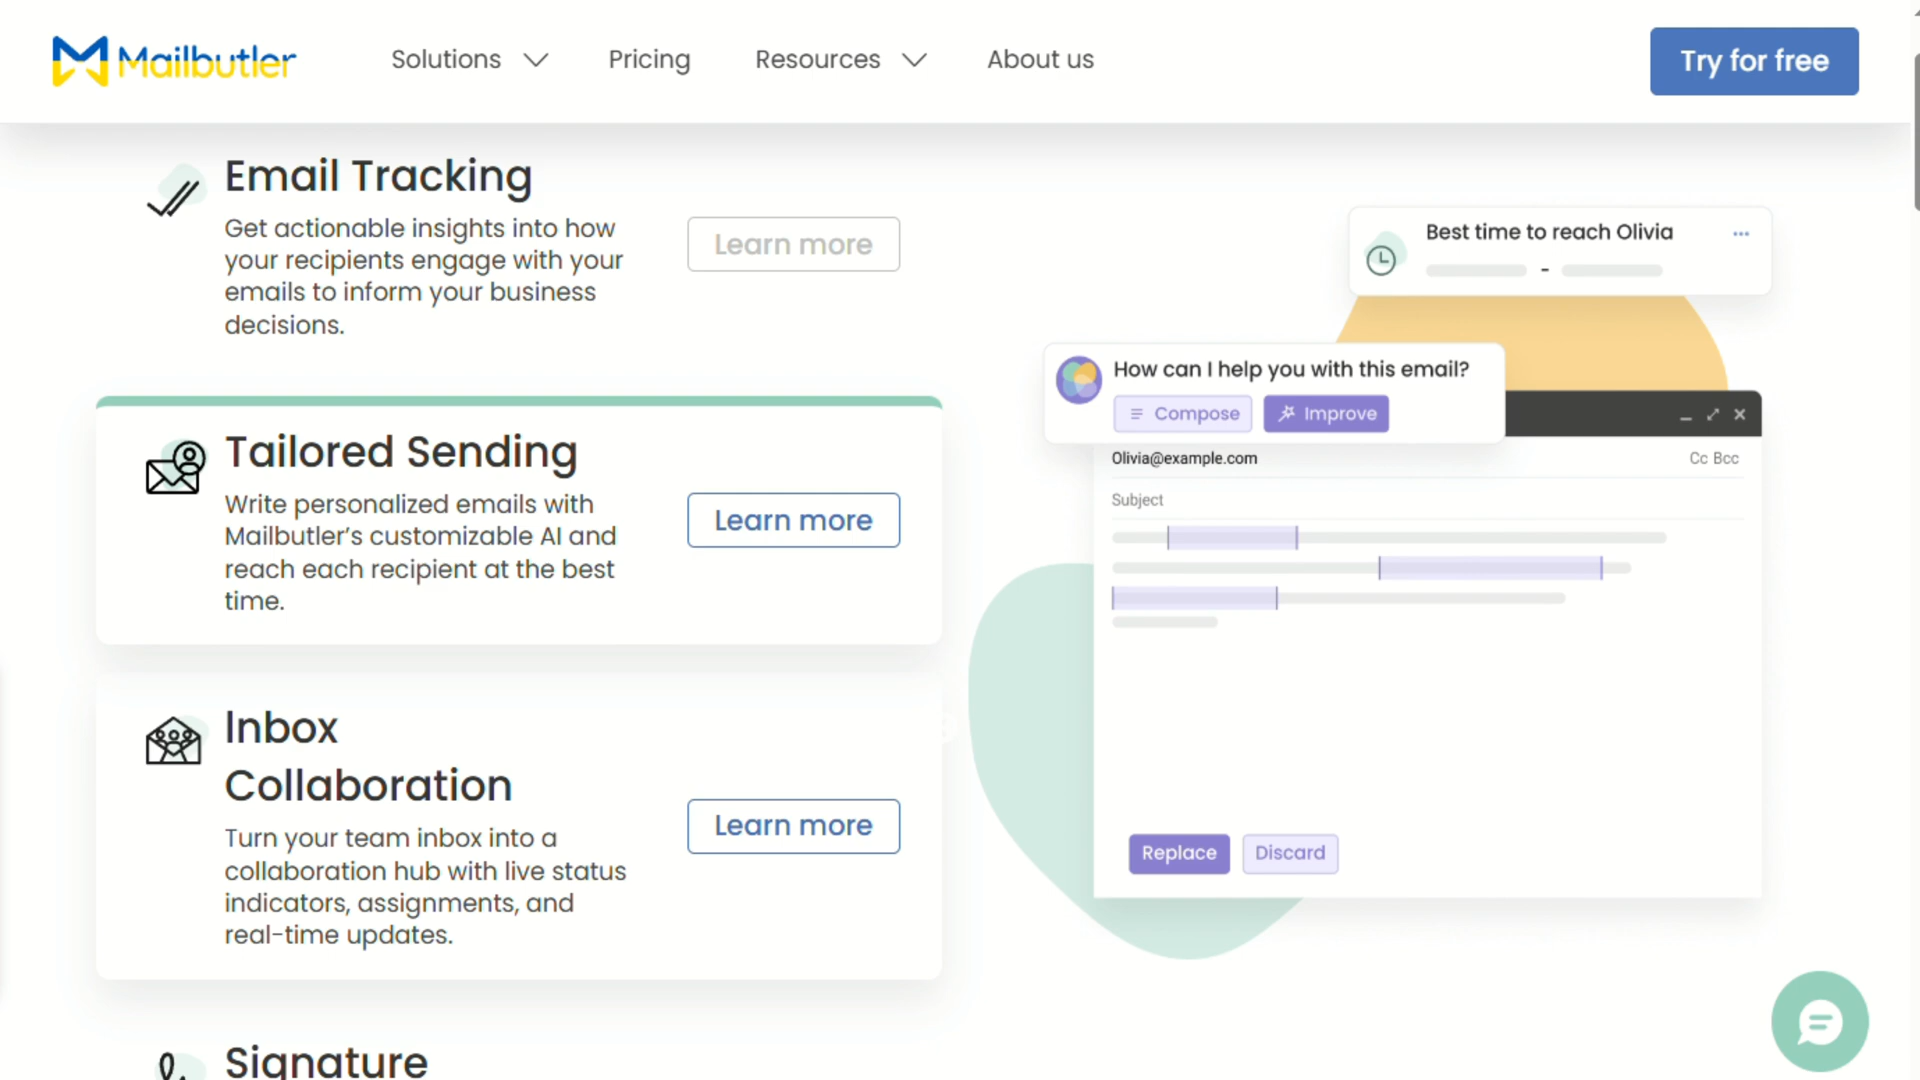 Mailbutler
Solutions
Pricing
Resources
About us
Try for free
Email Tracking
Get actionable insights into how
your recipients engage with your
emails to inform your business
decisions.
Learn more
Tailored Sending
Write personalized emails with
Mailbutler’s customizable AI and
reach each recipient at the best
time.
Learn more
Inbox
Collaboration
Turn your team inbox into a
collaboration hub with live status
indicators, assignments, and
real-time updates.
Learn more
Signature
Best time to reach Olivia
-
How can I help you with this email?
Compose
Improve
Olivia@example.com
Cc Bcc
Subject
Replace
Discard